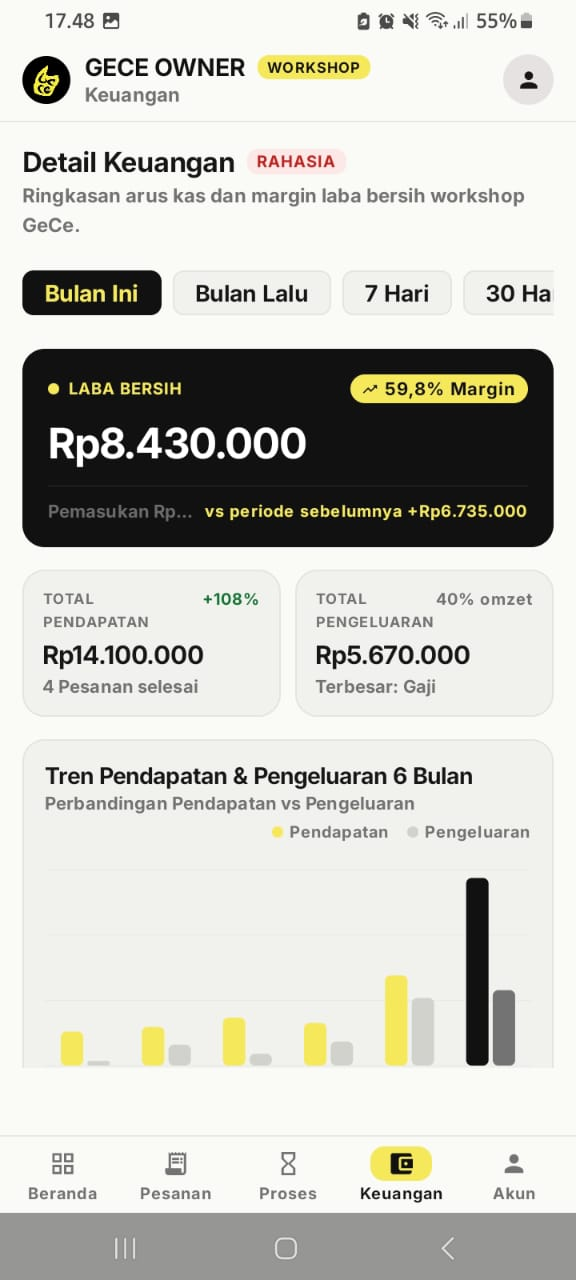 17.48
55%
GECE OWNER WORKSHOP
Keuangan
Detail Keuangan RAHASIA
Ringkasan arus kas dan margin laba bersih workshop
GeCe.
Bulan Ini Bulan Lalu 7 Hari 30 Ha
LABA BERSIH 59,8% Margin
Rp8.430.000
Pemasukan Rp... vs periode sebelumnya +Rp6.735.000
TOTAL PENDAPATAN +108%
Rp14.100.000
4 Pesanan selesai
TOTAL PENGELUARAN 40% omzet
Rp5.670.000
Terbesar: Gaji
Tren Pendapatan & Pengeluaran 6 Bulan
Perbandingan Pendapatan vs Pengeluaran
Pendapatan Pengeluaran
Beranda Pesanan Proses Keuangan Akun